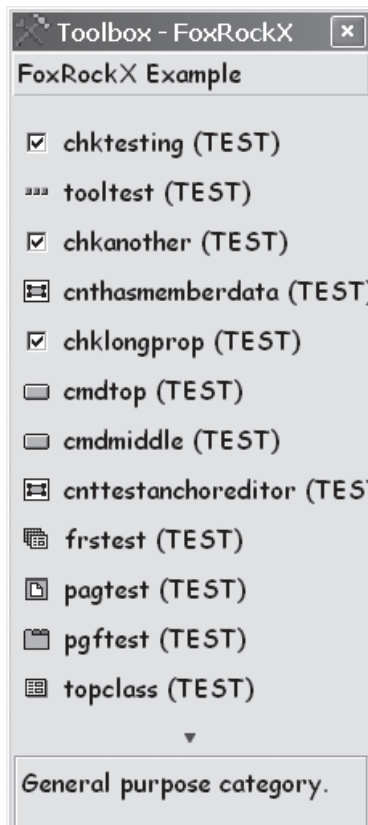 Toolbox - FoxRockX
FoxRockX Example
chktesting (TEST)
tooltest (TEST)
chkanother (TEST)
cnthasmemberdata (TEST)
chklongprop (TEST)
cmdtop (TEST)
cmdmiddle (TEST)
cnttestanchoreditor (TES
frstest (TEST)
pagtest (TEST)
pgftest (TEST)
topclass (TEST)
General purpose category.